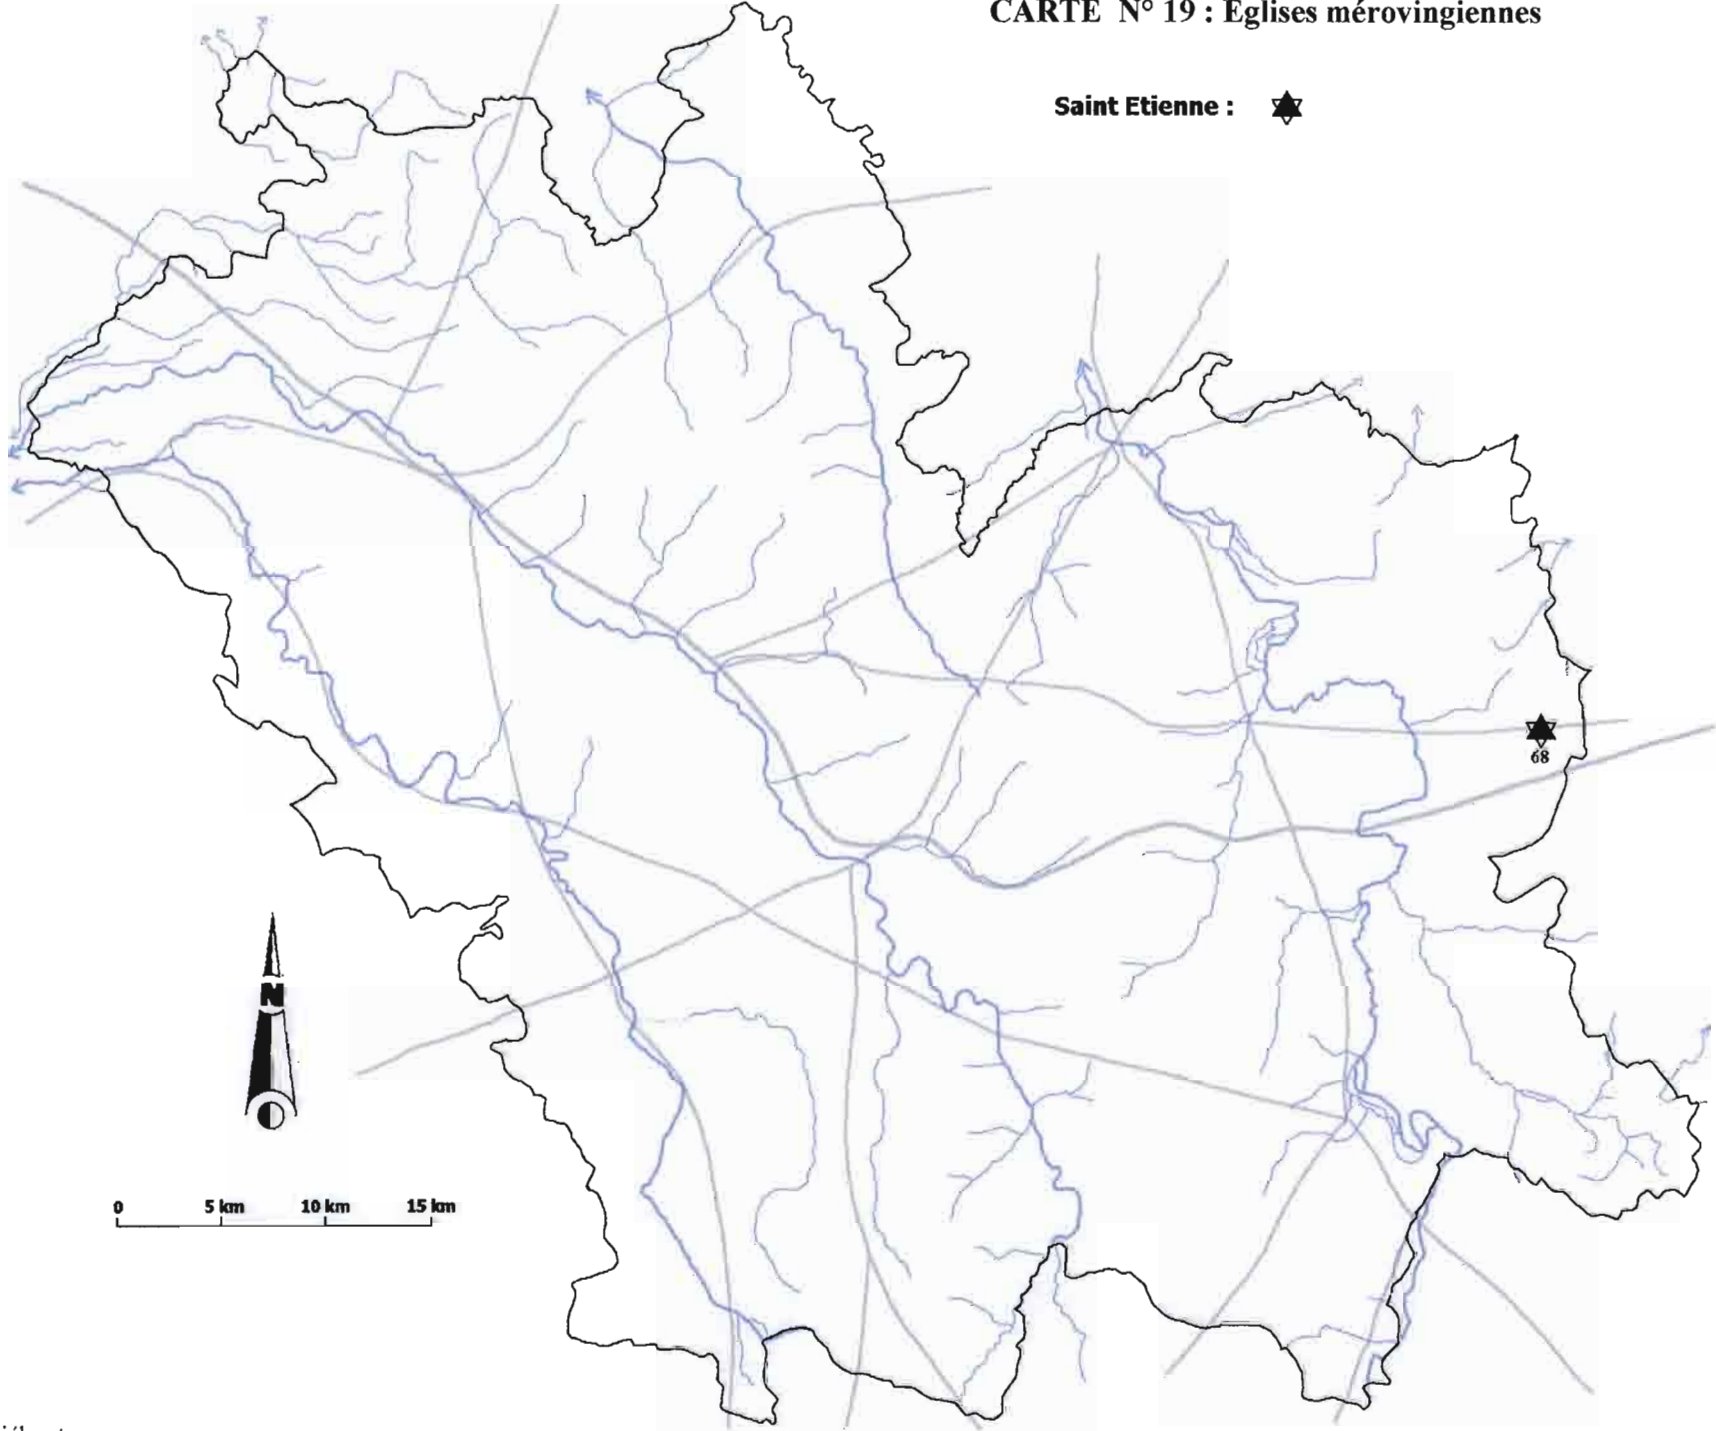 CARTE N° 19 : Eglises mérovingiennes
Saint Etienne :
68
N
0 5 km 10 km 15 km